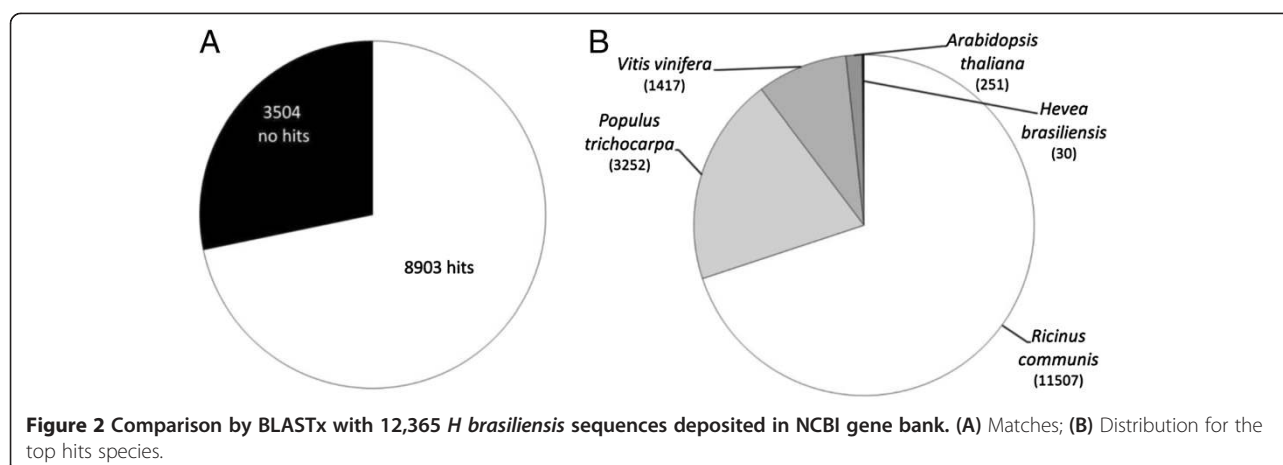 A
3504
no hits
8903 hits
B
Vitis vinifera
(1417)
Populus
trichocarpa
(3252)
Arabidopsis
thaliana
(251)
Hevea
brasiliensis
(30)
Ricinus
communis
(11507)
Figure 2 Comparison by BLASTx with 12,365 H brasiliensis sequences deposited in NCBI gene bank. (A) Matches; (B) Distribution for the
top hits species.